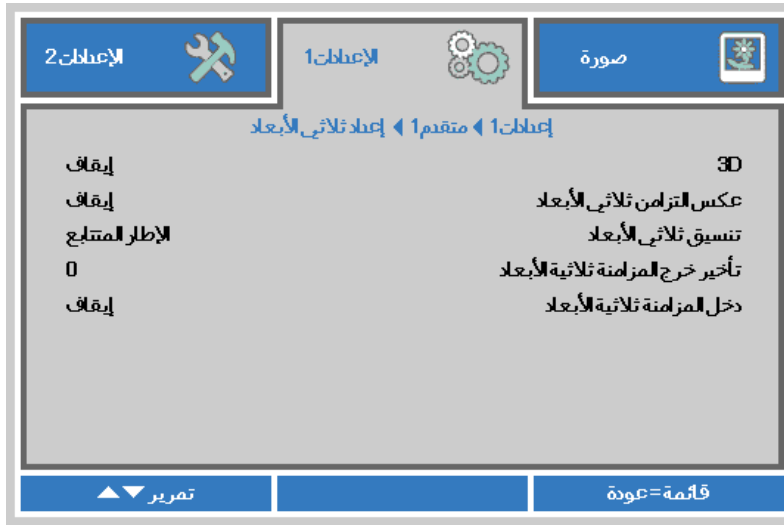 صورة
الإعدادات1
الإعدادات2
إعدادات1 ◀ متقدم1 ◀ إعداد ثلاثي الأبعاد
3D إيقاف
عكس التزامن ثلاثي الأبعاد إيقاف
تنسيق ثلاثي الأبعاد الإطار المتتابع
تأخير خرج المزامنة ثلاثية الأبعاد 0
دخل المزامنة ثلاثية الأبعاد إيقاف
قائمة=عودة
تمرير ▼▲